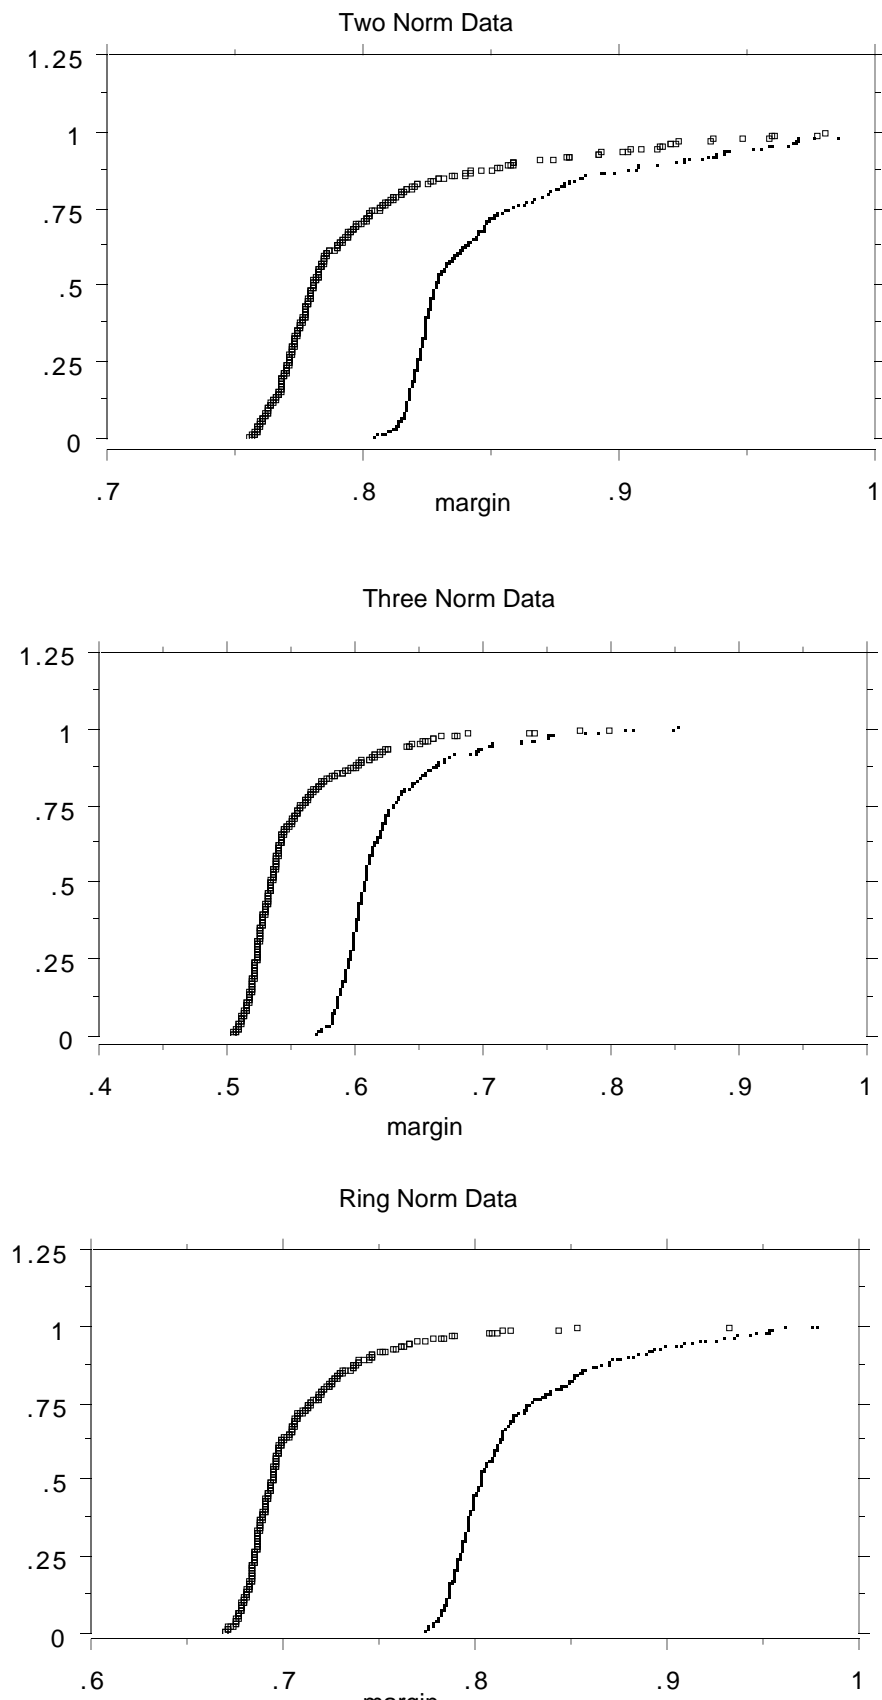 Two Norm Data
1.25
1
.75
.5
.25
0
.7 .8 .9 1
margin
Three Norm Data
1.25
1
.75
.5
.25
0
.4 .5 .6 .7 .8 .9 1
margin
Ring Norm Data
1.25
1
.75
.5
.25
0
.6 .7 .8 .9 1
margin